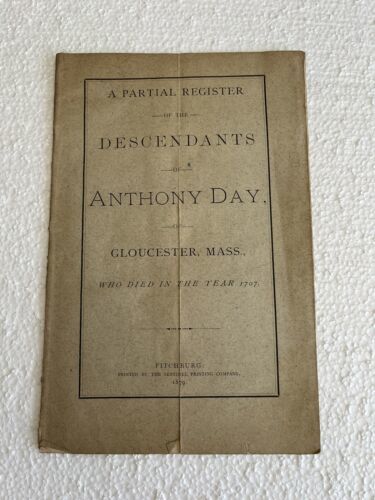 A PARTIAL REGISTER
OF THE
DESCENDANTS
OF
ANTHONY DAY,
OF
GLOUCESTER, MASS.,
WHO DIED IN THE YEAR 1707.
FITCHBURG:
PRINTED BY THE SENTINEL PRINTING COMPANY,
1879.